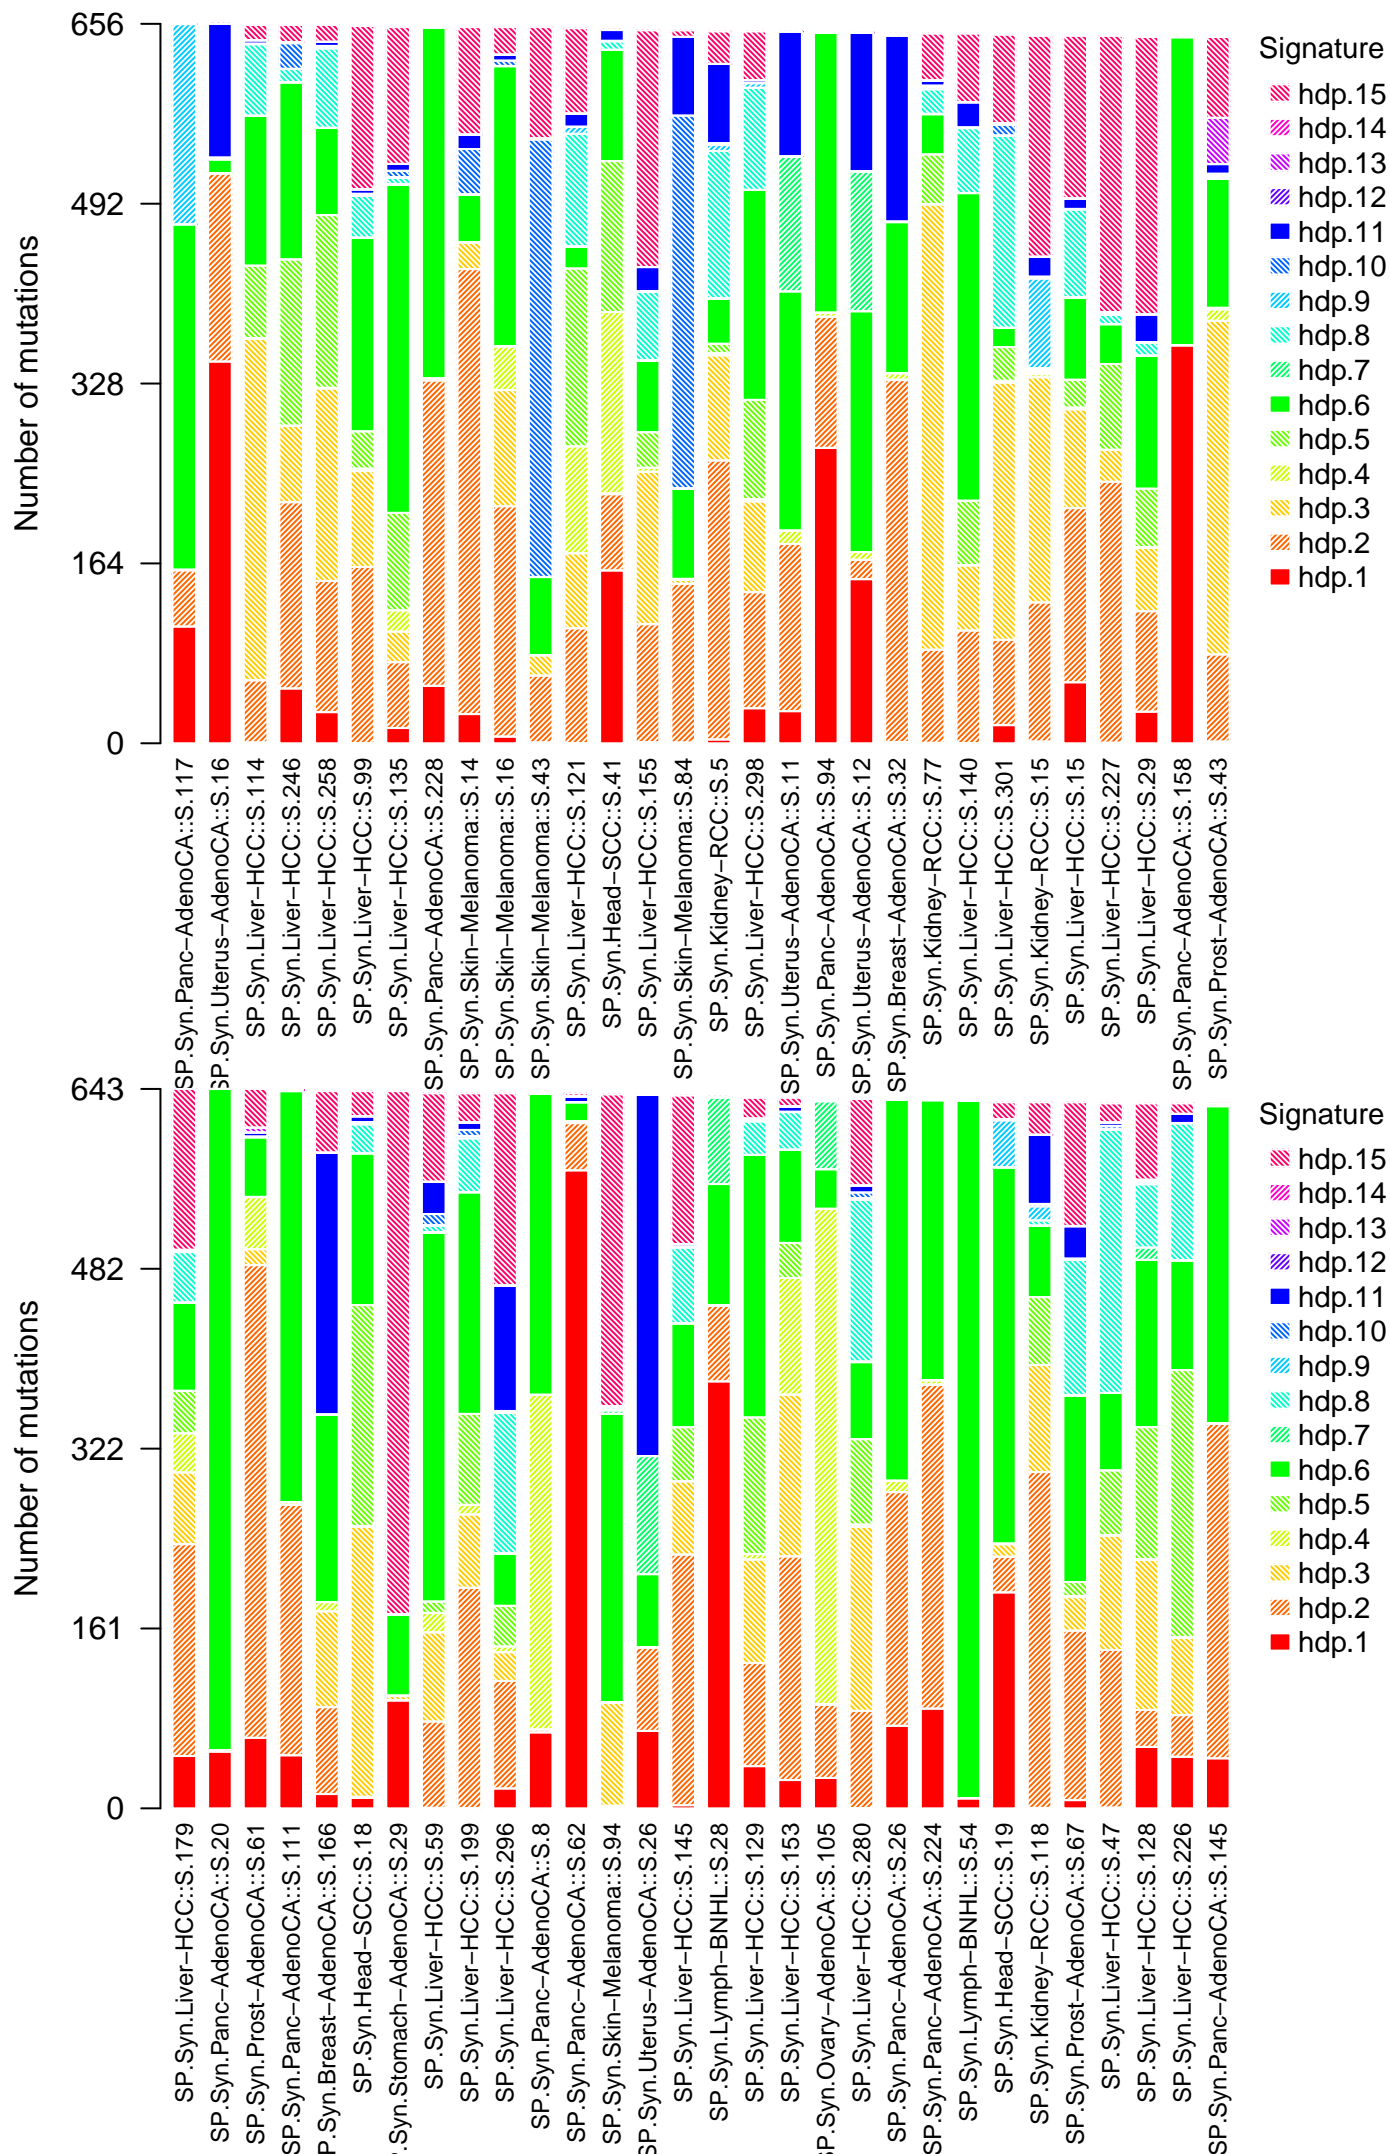 Number of mutations
656
492
328
164
0
Signature
hdp.15
hdp.14
hdp.13
hdp.12
hdp.11
hdp.10
hdp.9
hdp.8
hdp.7
hdp.6
hdp.5
hdp.4
hdp.3
hdp.2
hdp.1
SP.Syn.Panc−AdenoCA::S.117
SP.Syn.Uterus−AdenoCA::S.16
SP.Syn.Liver−HCC::S.114
SP.Syn.Liver−HCC::S.246
SP.Syn.Liver−HCC::S.258
SP.Syn.Liver−HCC::S.99
SP.Syn.Liver−HCC::S.135
SP.Syn.Panc−AdenoCA::S.228
SP.Syn.Skin−Melanoma::S.14
SP.Syn.Skin−Melanoma::S.16
SP.Syn.Skin−Melanoma::S.43
SP.Syn.Liver−HCC::S.121
SP.Syn.Head−SCC::S.41
SP.Syn.Liver−HCC::S.155
SP.Syn.Skin−Melanoma::S.84
SP.Syn.Kidney−RCC::S.5
SP.Syn.Liver−HCC::S.298
SP.Syn.Uterus−AdenoCA::S.11
SP.Syn.Panc−AdenoCA::S.94
SP.Syn.Uterus−AdenoCA::S.12
SP.Syn.Breast−AdenoCA::S.32
SP.Syn.Kidney−RCC::S.77
SP.Syn.Liver−HCC::S.140
SP.Syn.Liver−HCC::S.301
SP.Syn.Kidney−RCC::S.15
SP.Syn.Liver−HCC::S.15
SP.Syn.Liver−HCC::S.227
SP.Syn.Liver−HCC::S.29
SP.Syn.Panc−AdenoCA::S.158
SP.Syn.Prost−AdenoCA::S.43
Number of mutations
643
482
322
161
0
Signature
hdp.15
hdp.14
hdp.13
hdp.12
hdp.11
hdp.10
hdp.9
hdp.8
hdp.7
hdp.6
hdp.5
hdp.4
hdp.3
hdp.2
hdp.1
SP.Syn.Liver−HCC::S.179
SP.Syn.Panc−AdenoCA::S.20
SP.Syn.Prost−AdenoCA::S.61
SP.Syn.Panc−AdenoCA::S.111
P.Syn.Breast−AdenoCA::S.166
SP.Syn.Head−SCC::S.18
.Syn.Stomach−AdenoCA::S.29
SP.Syn.Liver−HCC::S.59
SP.Syn.Liver−HCC::S.199
SP.Syn.Liver−HCC::S.296
SP.Syn.Panc−AdenoCA::S.8
SP.Syn.Panc−AdenoCA::S.62
SP.Syn.Skin−Melanoma::S.94
SP.Syn.Uterus−AdenoCA::S.26
SP.Syn.Liver−HCC::S.145
SP.Syn.Lymph−BNHL::S.28
SP.Syn.Liver−HCC::S.129
SP.Syn.Liver−HCC::S.153
P.Syn.Ovary−AdenoCA::S.105
SP.Syn.Liver−HCC::S.280
SP.Syn.Panc−AdenoCA::S.26
SP.Syn.Panc−AdenoCA::S.224
SP.Syn.Lymph−BNHL::S.54
SP.Syn.Head−SCC::S.19
SP.Syn.Kidney−RCC::S.118
SP.Syn.Prost−AdenoCA::S.67
SP.Syn.Liver−HCC::S.47
SP.Syn.Liver−HCC::S.128
SP.Syn.Liver−HCC::S.226
SP.Syn.Panc−AdenoCA::S.145